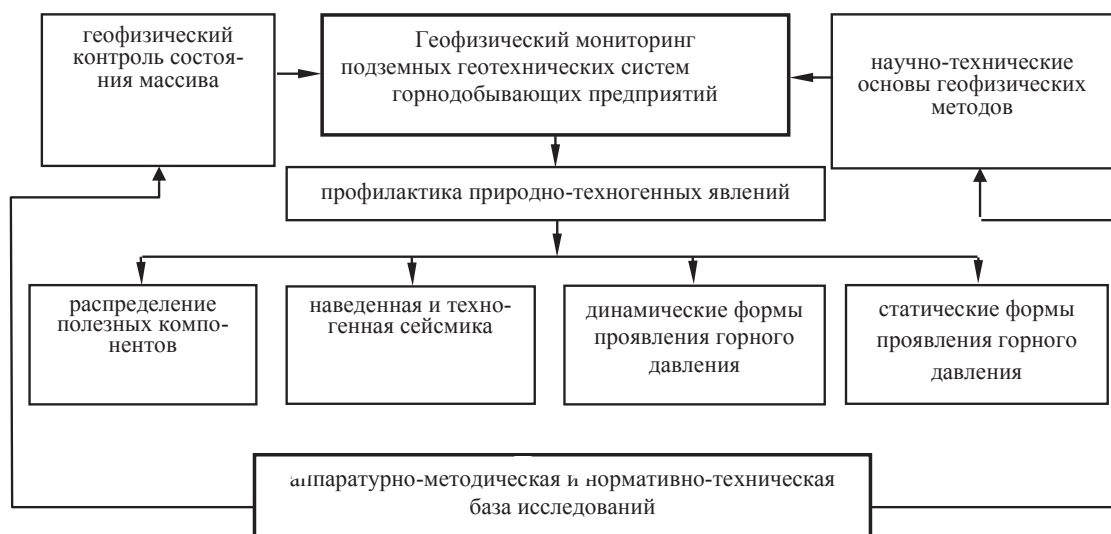 геофизический
контроль состоя-
ния массива
Геофизический мониторинг
подземных геотехнических систем
горнодобывающих предприятий
научно-технические
основы геофизических
методов
профилактика природно-техногенных явлений
распределение
полезных компо-
нентов
наведенная и техно-
генная сейсмика
динамические формы
проявления горного
давления
статические формы
проявления горного
давления
аппаратурно-методическая и нормативно-техническая
база исследований